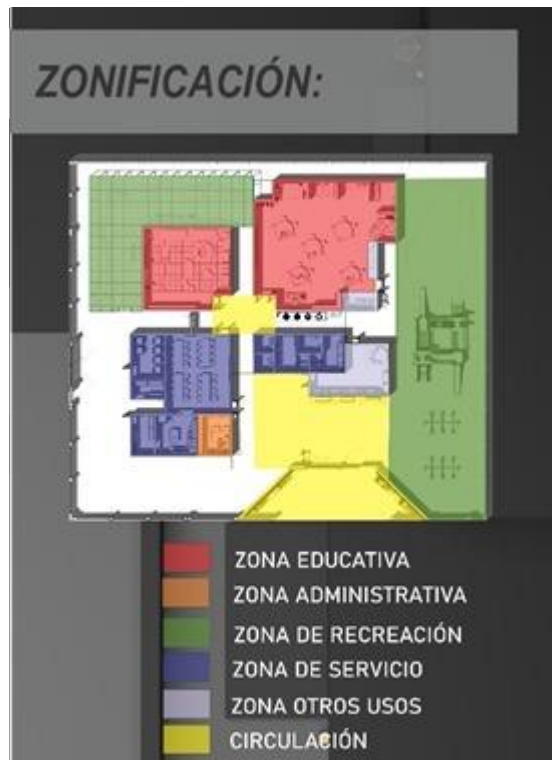 ZONIFICACIÓN:
ZONA EDUCATIVA
ZONA ADMINISTRATIVA
ZONA DE RECREACIÓN
ZONA DE SERVICIO
ZONA OTROS USOS
CIRCULACIÓN